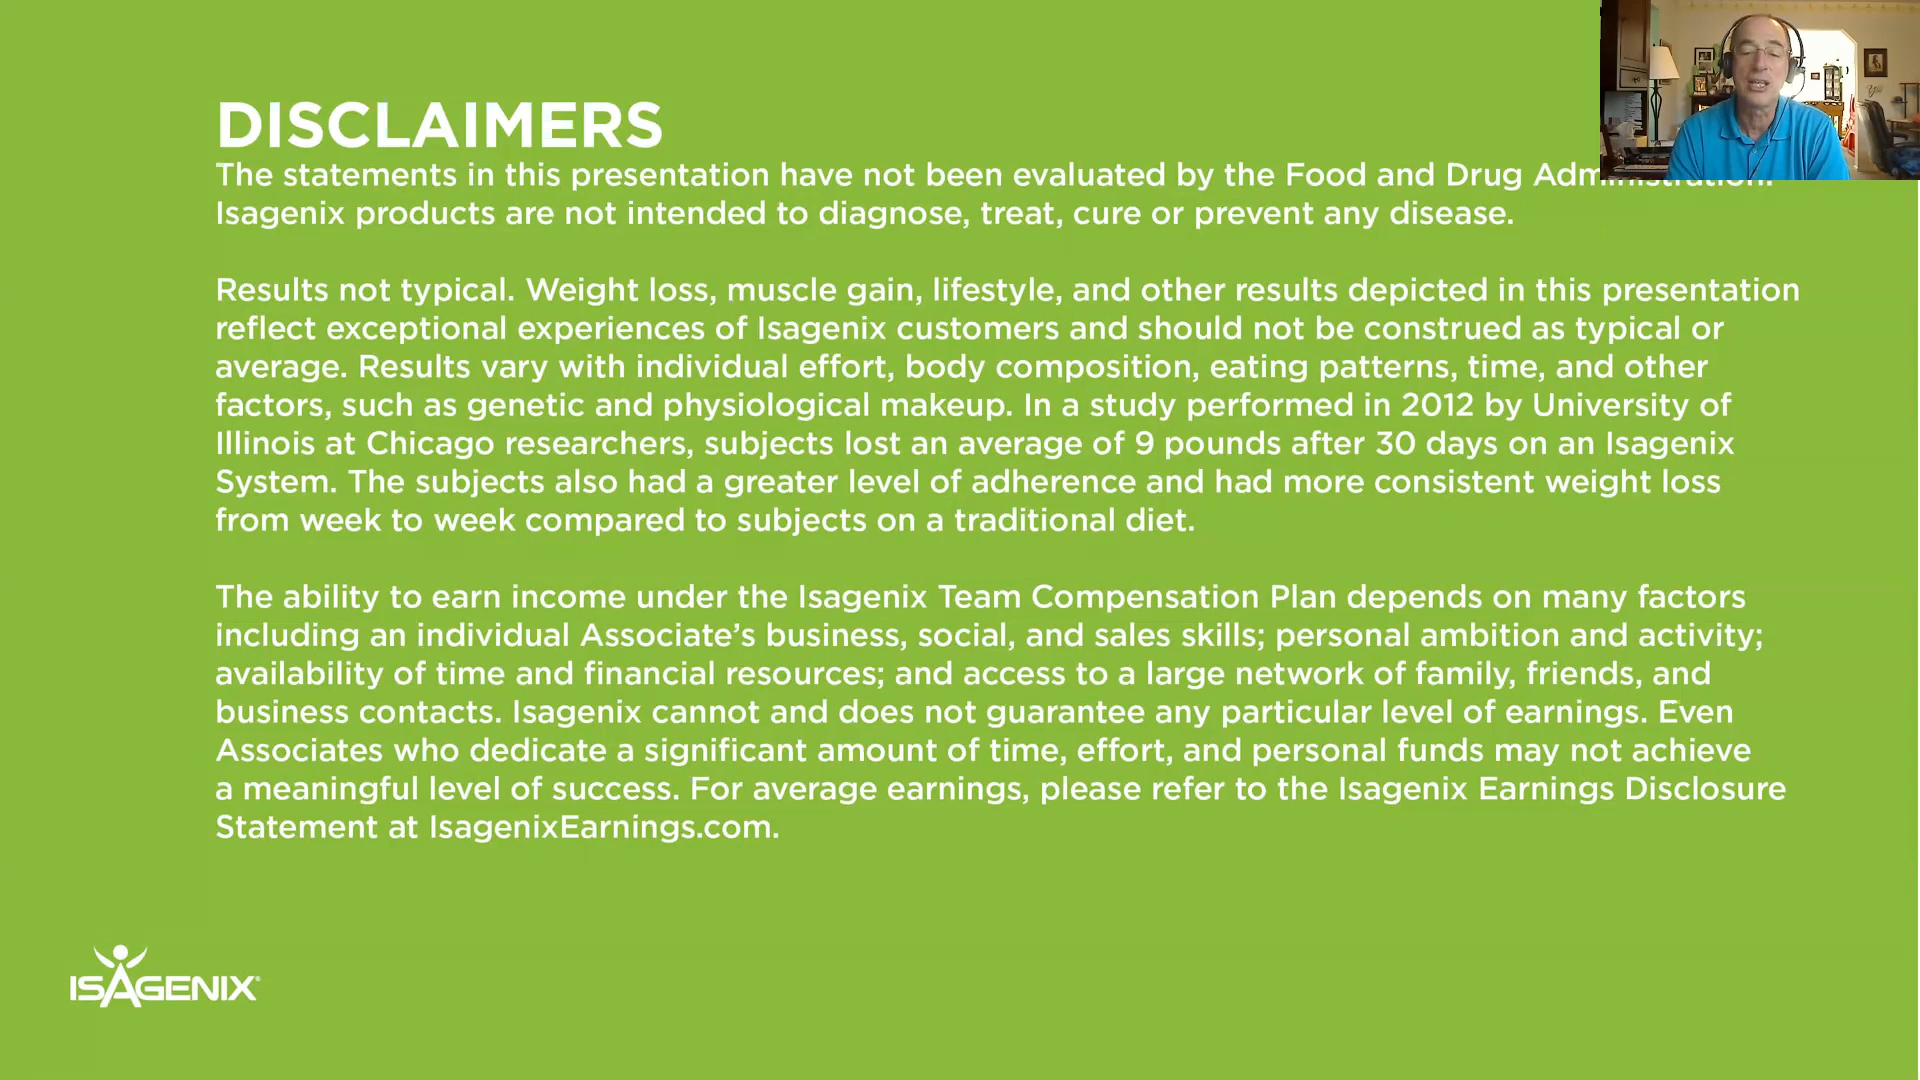 DISCLAIMERS
The statements in this presentation have not been evaluated by the Food and Drug Administration.
Isagenix products are not intended to diagnose, treat, cure or prevent any disease.
Results not typical. Weight loss, muscle gain, lifestyle, and other results depicted in this presentation
reflect exceptional experiences of Isagenix customers and should not be construed as typical or
average. Results vary with individual effort, body composition, eating patterns, time, and other
factors, such as genetic and physiological makeup. In a study performed in 2012 by University of
Illinois at Chicago researchers, subjects lost an average of 9 pounds after 30 days on an Isagenix
System. The subjects also had a greater level of adherence and had more consistent weight loss
from week to week compared to subjects on a traditional diet.
The ability to earn income under the Isagenix Team Compensation Plan depends on many factors
including an individual Associate’s business, social, and sales skills; personal ambition and activity;
availability of time and financial resources; and access to a large network of family, friends, and
business contacts. Isagenix cannot and does not guarantee any particular level of earnings. Even
Associates who dedicate a significant amount of time, effort, and personal funds may not achieve
a meaningful level of success. For average earnings, please refer to the Isagenix Earnings Disclosure
Statement at IsagenixEarnings.com.
ISAGENIX®